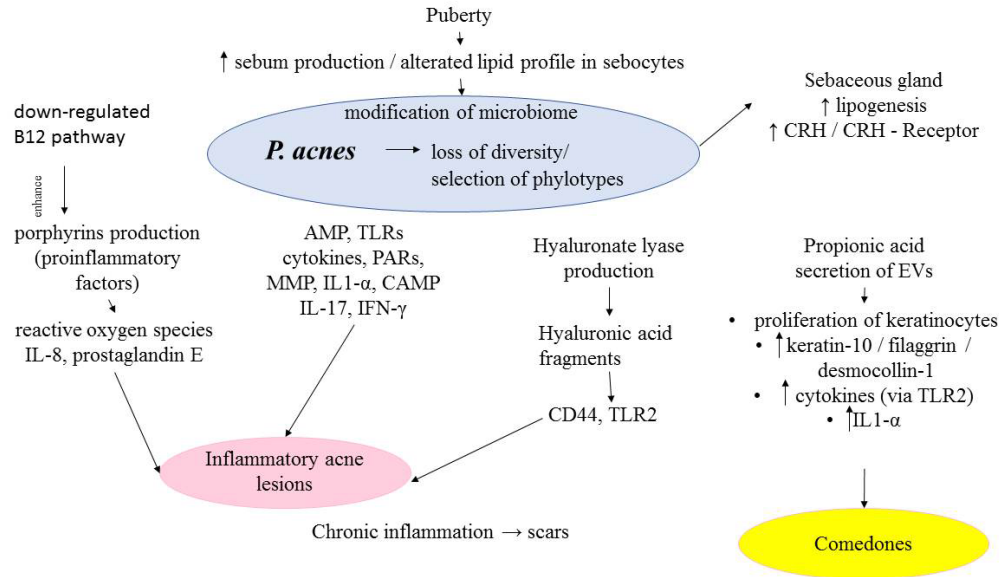 Puberty
↑ sebum production / altered lipid profile in sebocytes
modification of microbiome
P. acnes → loss of diversity/
selection of phylotypes
Sebaceous gland
↑ lipogenesis
↑ CRH / CRH - Receptor
down-regulated
B12 pathway
enhance
porphyrins production
(proinflammatory
factors)
reactive oxygen species
IL-8, prostaglandin E
AMP, TLRs
cytokines, PARs,
MMP, IL1-α, CAMP
IL-17, IFN-γ
Hyaluronate lyase
production
Hyaluronic acid
fragments
CD44, TLR2
Propionic acid
secretion of EVs
• proliferation of keratinocytes
• ↑keratin-10 / filaggrin /
desmocollin-1
• ↑ cytokines (via TLR2)
• ↑IL1-α
Inflammatory acne
lesions
Chronic inflammation → scars
Comedones